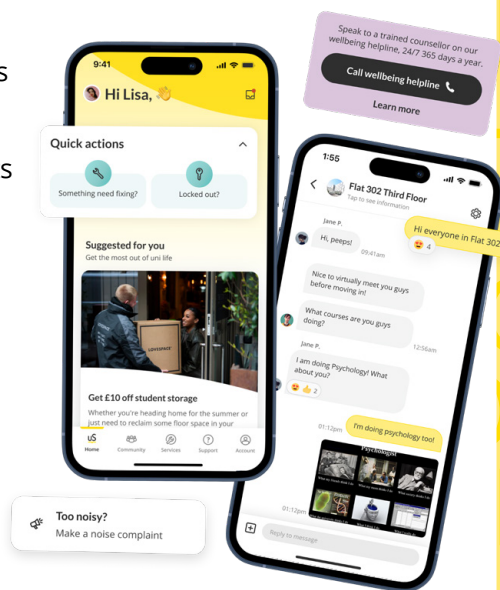 s
s
9:41
Hi Lisa, 👋
Quick actions
Something need fixing?
Locked out?
Suggested for you
Get the most out of uni life
LOVESPACE
Get £10 off student storage
Whether you're heading home for the summer or
just need to reclaim some floor space in your
uS
Home
Community
Services
Support
Account
Too noisy?
Make a noise complaint
Speak to a trained counsellor on our
wellbeing helpline, 24/7 365 days a year.
Call wellbeing helpline
Learn more
1:55
Flat 302 Third Floor
Tap to see information
Hi everyone in Flat 302
4
Jane P.
Hi, peeps!
09:41am
Nice to virtually meet you guys
before moving in!
What courses are you guys
doing?
12:56am
Jane P.
I am doing Psychology! What
about you?
2
01:12pm
I'm doing psychology too!
Psychologist
01:12pm
Reply to message